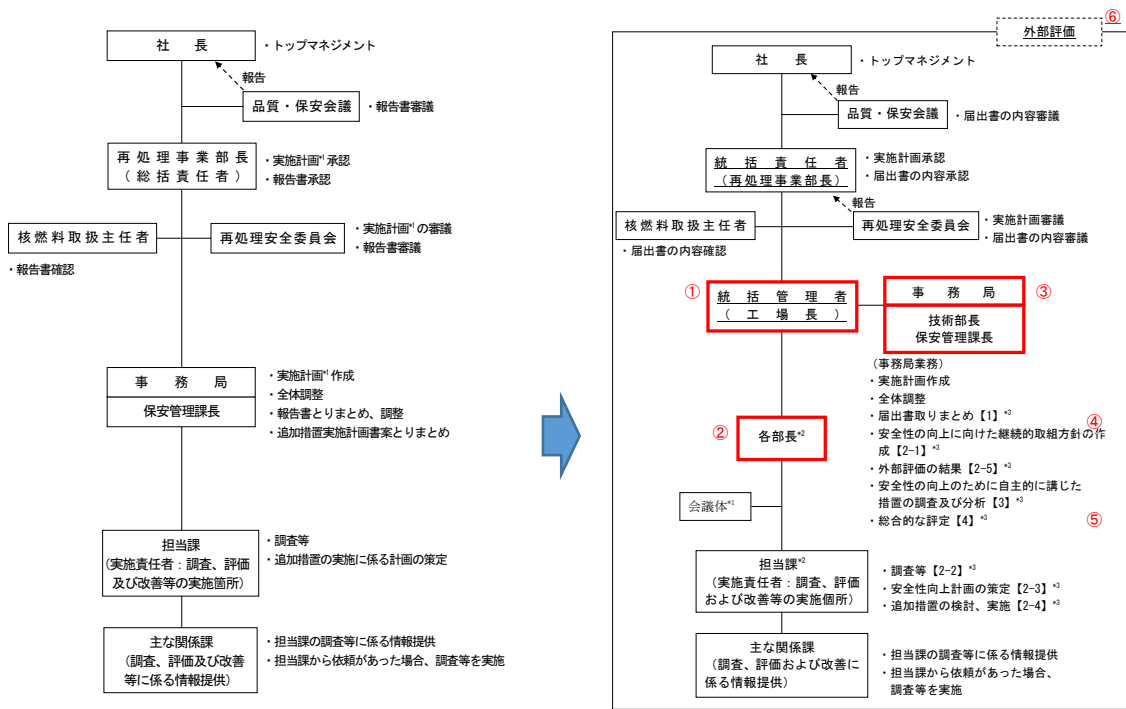 社長
・トップマネジメント
報告
品質・保安会議
・報告書審議
再処理事業部長
（総括責任者）
・実施計画*1 承認
・報告書承認
核燃料取扱主任者
・報告書確認
再処理安全委員会
・実施計画*1 の審議
・報告書審議
事務局
保安管理課長
・実施計画*1 作成
・全体調整
・報告書とりまとめ、調整
・追加措置実施計画書案とりまとめ
担当課
（実施責任者：調査、評価
及び改善等の実施箇所）
・調査等
・追加措置の実施に係る計画の策定
主な関係課
（調査、評価及び改善
等に係る情報提供）
・担当課の調査等に係る情報提供
・担当課から依頼があった場合、調査等を実施
外部評価
⑥
社長
・トップマネジメント
報告
品質・保安会議
・届出書の内容審議
統括責任者
（再処理事業部長）
・実施計画承認
・届出書の内容承認
報告
核燃料取扱主任者
・届出書の内容確認
再処理安全委員会
・実施計画審議
・届出書の内容審議
①
統括管理者
（工場長）
事務局
技術部長
保安管理課長
③
（事務局業務）
・実施計画作成
・全体調整
・届出書取りまとめ【1】*3
・安全性の向上に向けた継続的取組方針の作
成【2-1】*3
④
・外部評価の結果【2-5】*3
・安全性の向上のために自主的に講じた
措置の調査及び分析【3】*3
・総合的な評定【4】*3
⑤
②
各部長*2
会議体*1
担当課*2
（実施責任者：調査、評価
および改善等の実施個所）
・調査等【2-2】*3
・安全性向上計画の策定【2-3】*3
・追加措置の検討、実施【2-4】*3
主な関係課
（調査、評価および改善に
係る情報提供）
・担当課の調査等に係る情報提供
・担当課から依頼があった場合、
調査等を実施